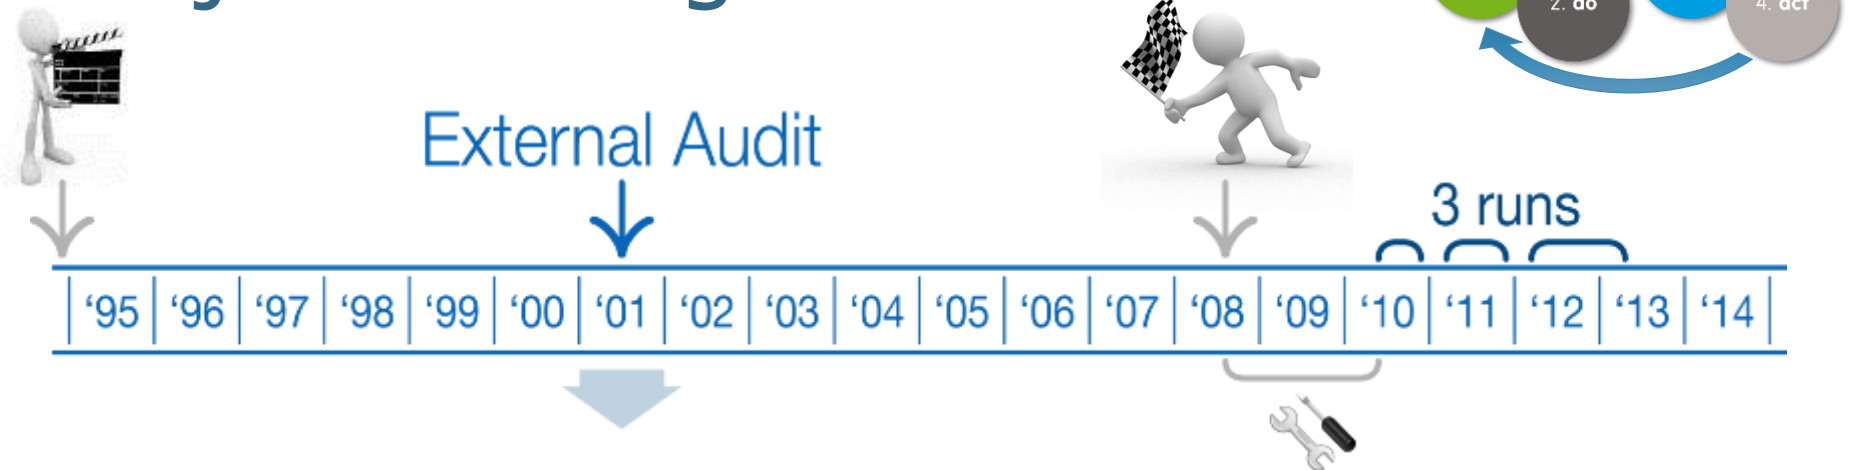 2. do
4. act
External Audit
3 runs
‘95 ‘96 ‘97 ‘98 ‘99 ‘00 ‘01 ‘02 ‘03 ‘04 ‘05 ‘06 ‘07 ‘08 ‘09 ‘10 ‘11 ‘12 ‘13 ‘14